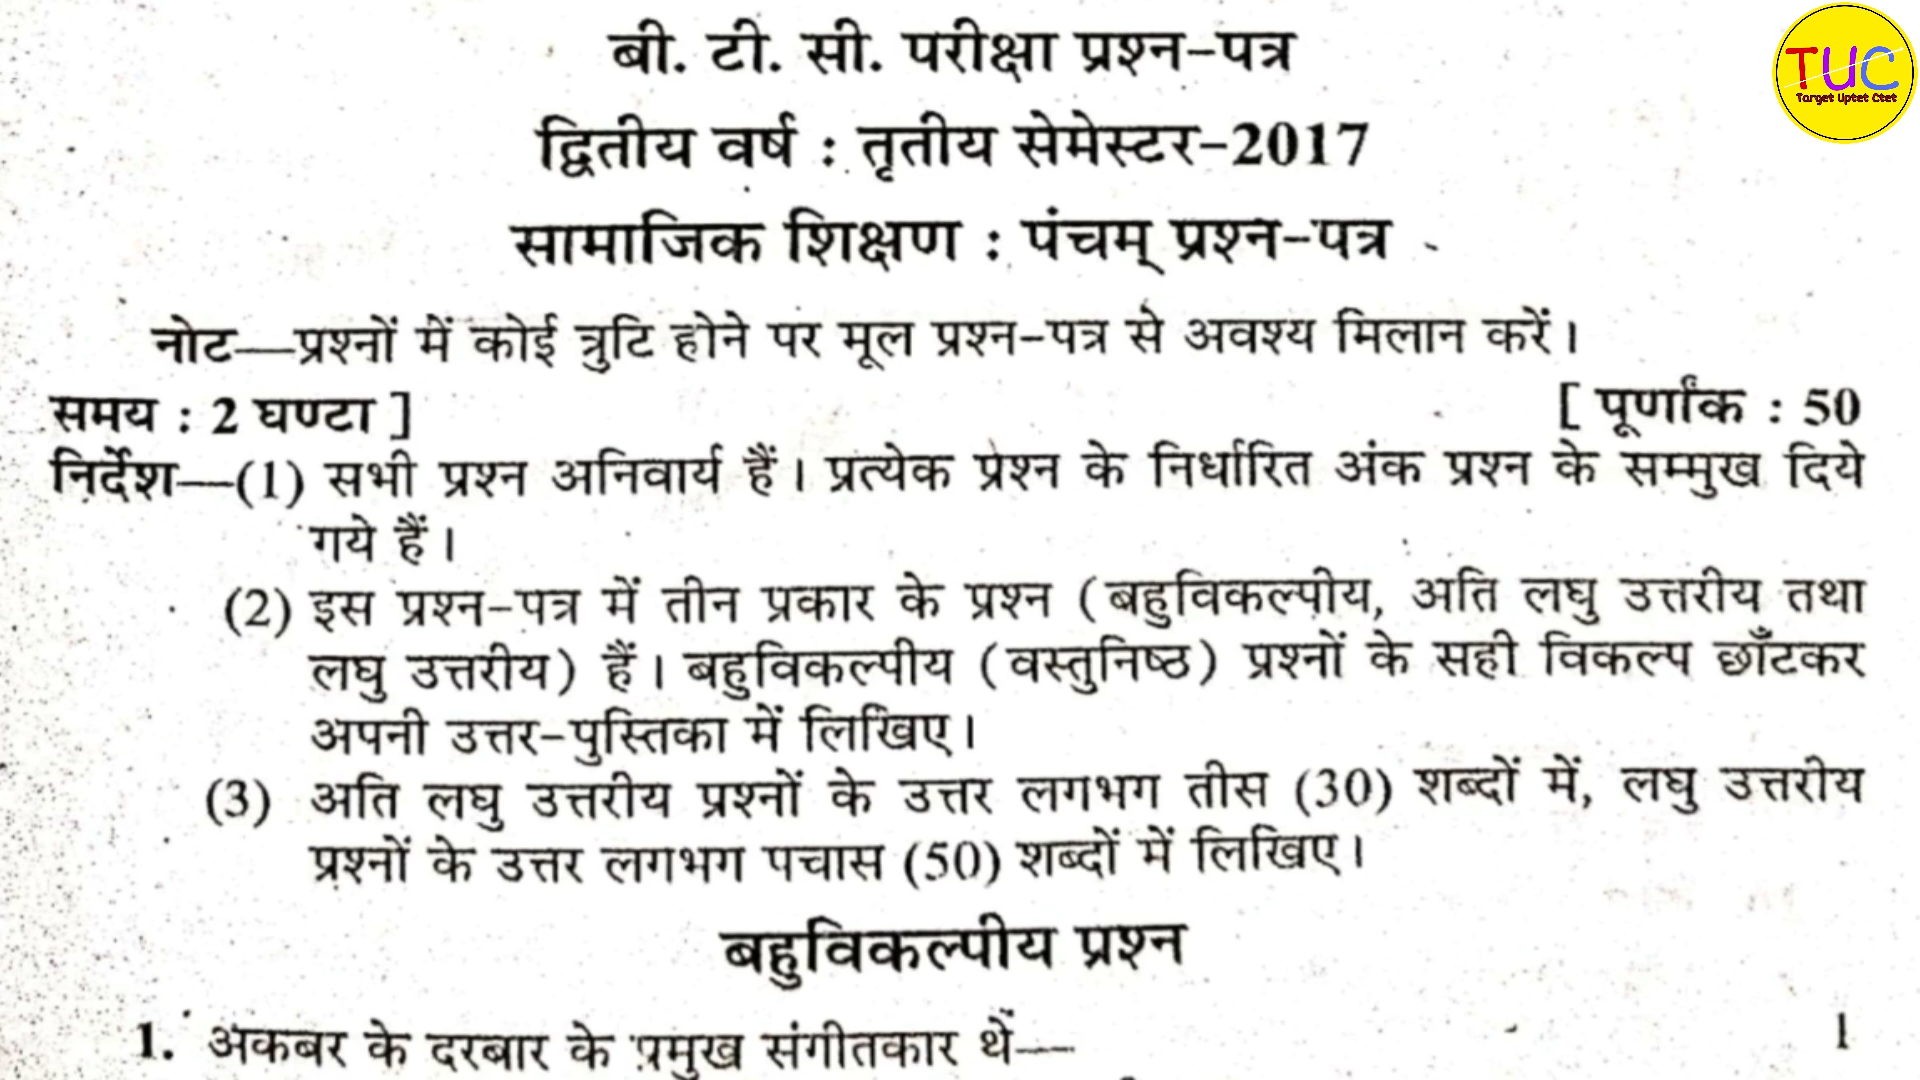 बी. टी. सी. परीक्षा प्रश्न-पत्र
TUC
Target Uptet Ctet
द्वितीय वर्ष : तृतीय सेमेस्टर-2017
सामाजिक शिक्षण : पंचम् प्रश्न-पत्र
नोट—प्रश्नों में कोई त्रुटि होने पर मूल प्रश्न-पत्र से अवश्य मिलान करें।
समय : 2 घण्टा ] [ पूर्णांक : 50
निर्देश—(1) सभी प्रश्न अनिवार्य हैं। प्रत्येक प्रश्न के निर्धारित अंक प्रश्न के सम्मुख दिये
गये हैं।
(2) इस प्रश्न-पत्र में तीन प्रकार के प्रश्न (बहुविकल्पीय, अति लघु उत्तरीय तथा
लघु उत्तरीय) हैं। बहुविकल्पीय (वस्तुनिष्ठ) प्रश्नों के सही विकल्प छाँटकर
अपनी उत्तर-पुस्तिका में लिखिए।
(3) अति लघु उत्तरीय प्रश्नों के उत्तर लगभग तीस (30) शब्दों में, लघु उत्तरीय
प्रश्नों के उत्तर लगभग पचास (50) शब्दों में लिखिए।
बहुविकल्पीय प्रश्न
1. अकबर के दरबार के प्रमुख संगीतकार थें— 1